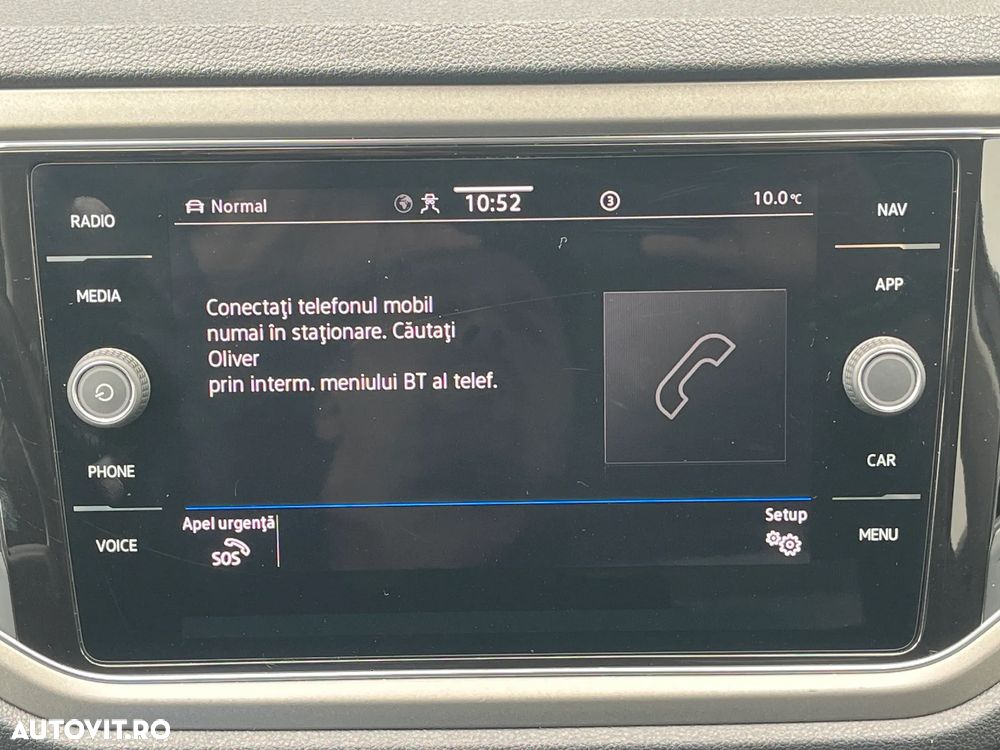 RADIO
MEDIA
PHONE
VOICE
Normal
10:52
3
10.0°C
Conectaţi telefonul mobil
numai în staţionare. Căutaţi
Oliver
prin interm. meniului BT al telef.
Apel urgenţă
SOS
Setup
NAV
APP
CAR
MENU
AUTOVIT.RO